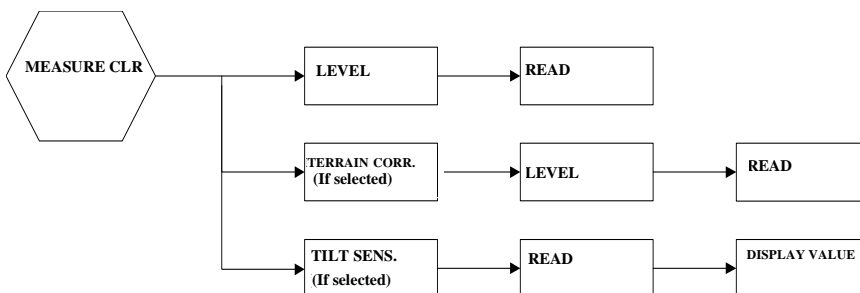 MEASURE CLR
LEVEL
READ
TERRAIN CORR.
(If selected)
LEVEL
READ
TILT SENS.
(If selected)
READ
DISPLAY VALUE